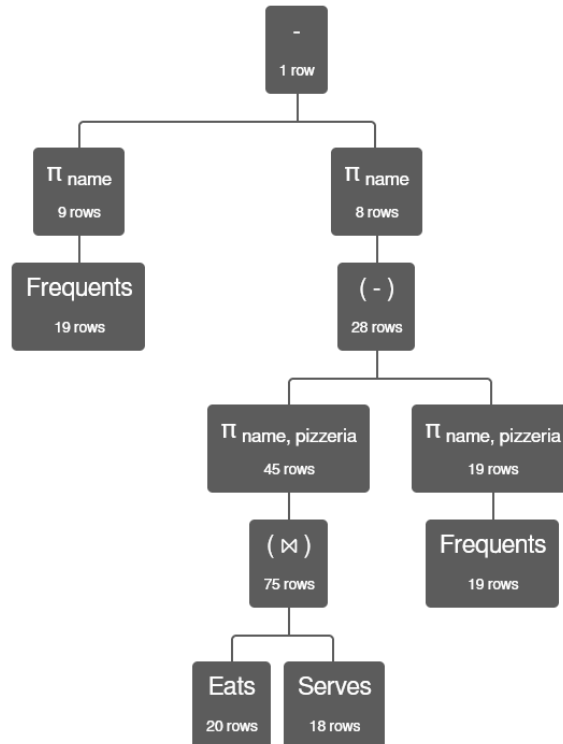 -
1 row
π name
9 rows
π name
8 rows
Frequents
19 rows
( - )
28 rows
π name, pizzeria
45 rows
π name, pizzeria
19 rows
( ⋈ )
75 rows
Frequents
19 rows
Eats
20 rows
Serves
18 rows